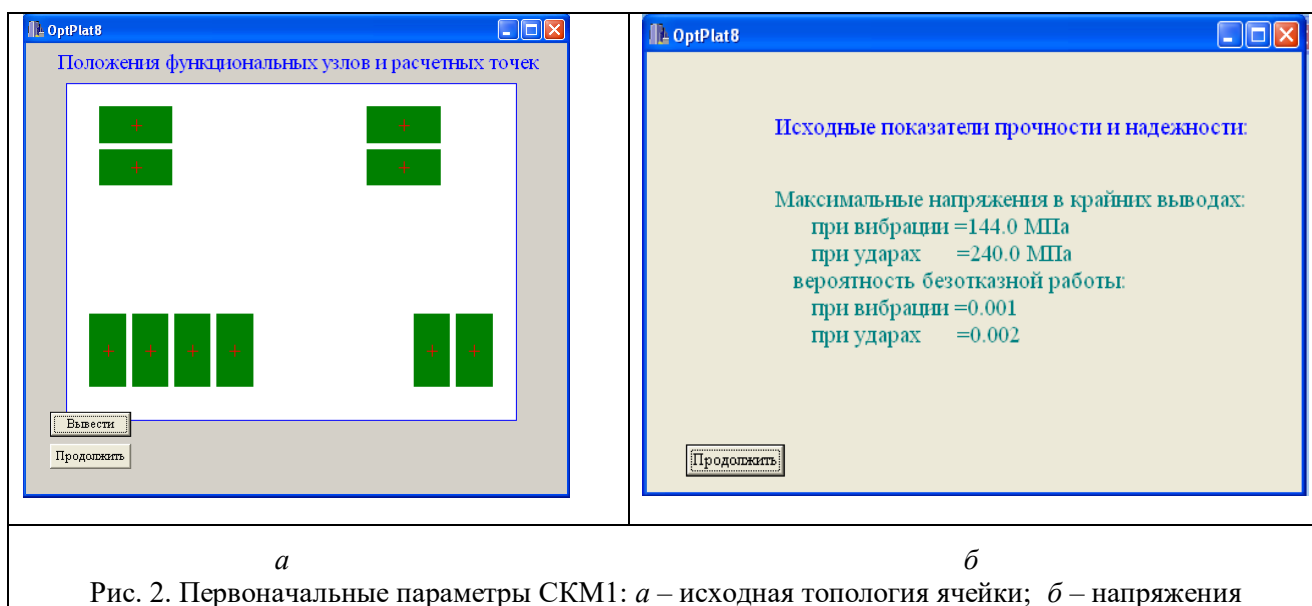 OptPlat8
Положения функциональных узлов и расчетных точек
Вывести
Продолжить
OptPlat8
Исходные показатели прочности и надежности:
Максимальные напряжения в крайних выводах:
при вибрации =144.0 МПа
при ударах =240.0 МПа
вероятность безотказной работы:
при вибрации =0.001
при ударах =0.002
Продолжить
а б
Рис. 2. Первоначальные параметры СКМ1: а – исходная топология ячейки; б – напряжения